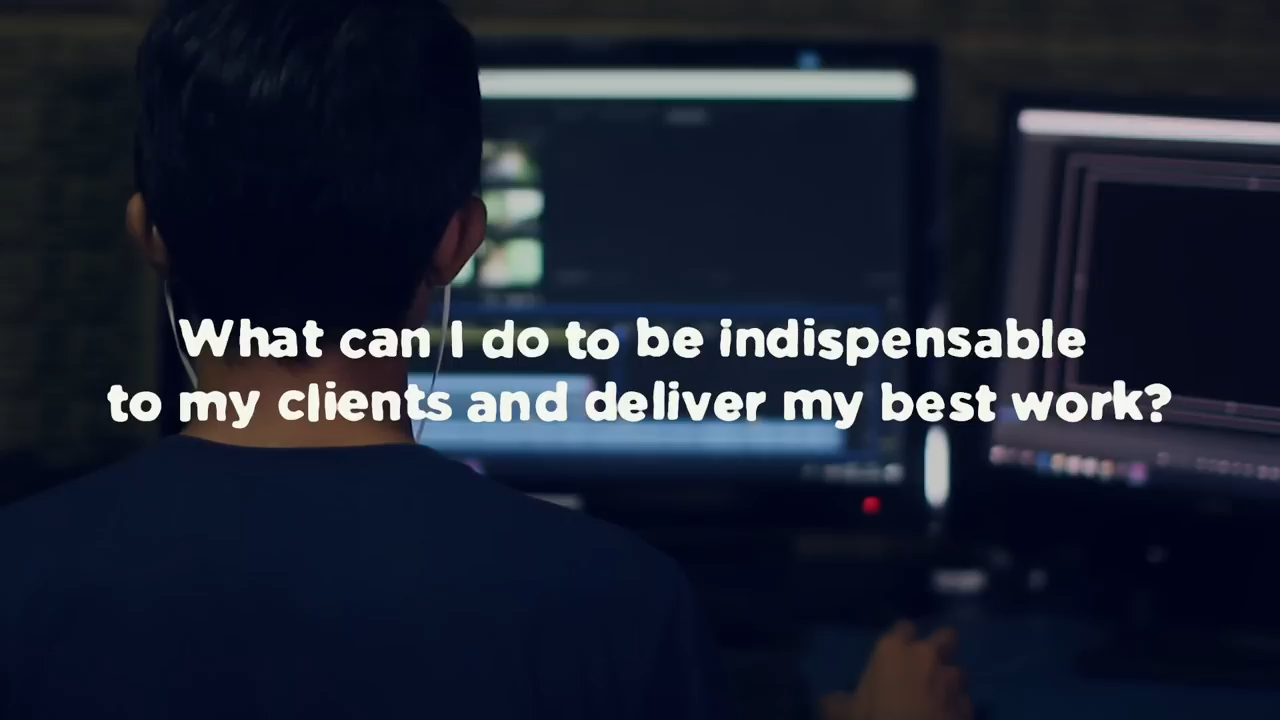 What can I do to be indispensable
to my clients and deliver my best work?